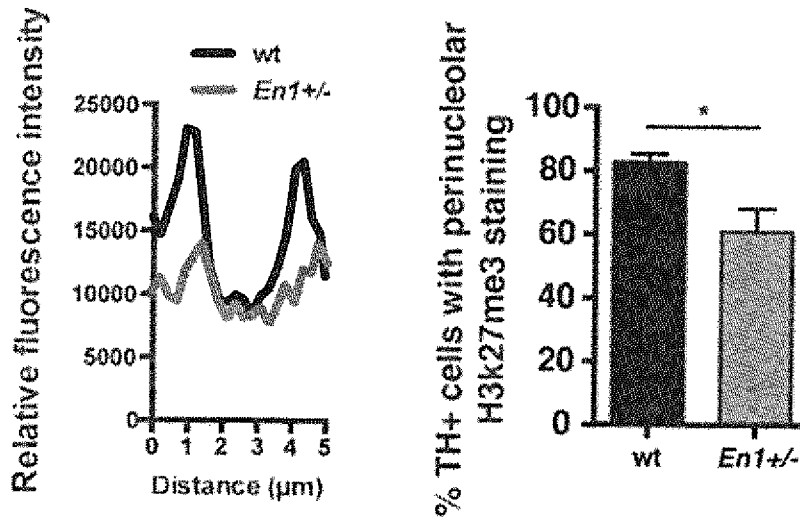 Relative fluorescence intensity
wt
En1+/-
25000
20000
15000
10000
5000
0
0 1 2 3 4 5
Distance (µm)
% TH+ cells with perinucleolar
H3k27me3 staining
100
80
60
40
20
0
*
wt En1+/-